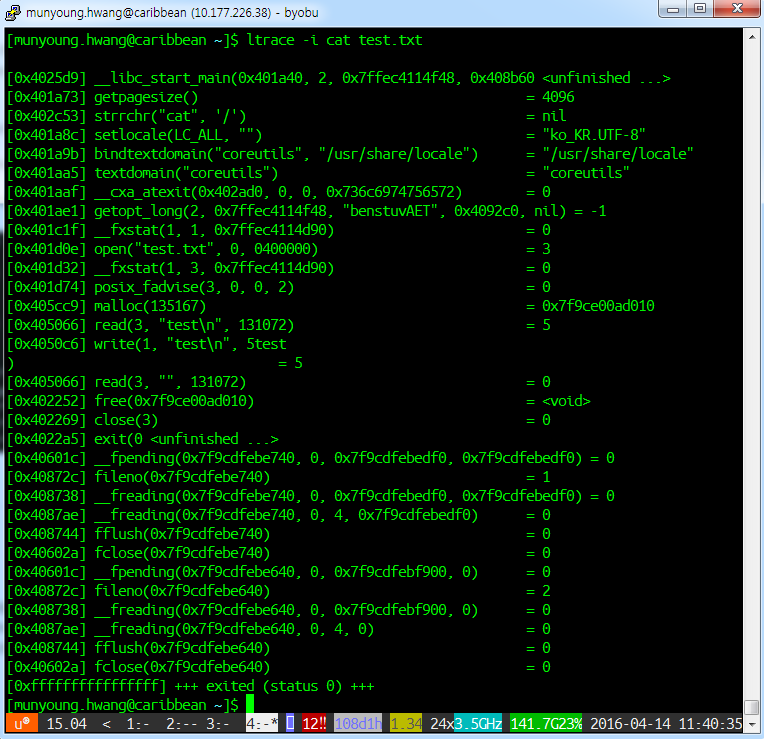 munyoung.hwang@caribbean (10.177.226.38) - byobu
[munyoung.hwang@caribbean ~]$ ltrace -i cat test.txt
[0x4025d9] __libc_start_main(0x401a40, 2, 0x7ffec4114f48, 0x408b60 <unfinished ...>
[0x401a73] getpagesize() = 4096
[0x402c53] strrchr("cat", '/') = nil
[0x401a8c] setlocale(LC_ALL, "") = "ko_KR.UTF-8"
[0x401a9b] bindtextdomain("coreutils", "/usr/share/locale") = "/usr/share/locale"
[0x401aa5] textdomain("coreutils") = "coreutils"
[0x401aaf] __cxa_atexit(0x402ad0, 0, 0, 0x736c6974756572) = 0
[0x401ae1] getopt_long(2, 0x7ffec4114f48, "benstuvAET", 0x4092c0, nil) = -1
[0x401c1f] __fxstat(1, 1, 0x7ffec4114d90) = 0
[0x401d0e] open("test.txt", 0, 0400000) = 3
[0x401d32] __fxstat(1, 3, 0x7ffec4114d90) = 0
[0x401d74] posix_fadvise(3, 0, 0, 2) = 0
[0x405cc9] malloc(135167) = 0x7f9ce00ad010
[0x405066] read(3, "test\n", 131072) = 5
[0x4050c6] write(1, "test\n", 5test
) = 5
[0x405066] read(3, "", 131072) = 0
[0x402252] free(0x7f9ce00ad010) = <void>
[0x402269] close(3) = 0
[0x4022a5] exit(0 <unfinished ...>
[0x40601c] __fpending(0x7f9cdfebe740, 0, 0x7f9cdfebedf0, 0x7f9cdfebedf0) = 0
[0x40872c] fileno(0x7f9cdfebe740) = 1
[0x408738] __freading(0x7f9cdfebe740, 0, 0x7f9cdfebedf0, 0x7f9cdfebedf0) = 0
[0x4087ae] __freading(0x7f9cdfebe740, 0, 4, 0x7f9cdfebedf0) = 0
[0x408744] fflush(0x7f9cdfebe740) = 0
[0x40602a] fclose(0x7f9cdfebe740) = 0
[0x40601c] __fpending(0x7f9cdfebe640, 0, 0x7f9cdfebf900, 0) = 0
[0x40872c] fileno(0x7f9cdfebe640) = 2
[0x408738] __freading(0x7f9cdfebe640, 0, 0x7f9cdfebf900, 0) = 0
[0x4087ae] __freading(0x7f9cdfebe640, 0, 4, 0) = 0
[0x408744] fflush(0x7f9cdfebe640) = 0
[0x40602a] fclose(0x7f9cdfebe640) = 0
[0xffffffffffffffff] +++ exited (status 0) +++
[munyoung.hwang@caribbean ~]$
u® 15.04 < 1:- 2:-- 3:- 4:-* 12!! 108d1h 1.34 24x3.5GHz 141.7G23% 2016-04-14 11:40:35